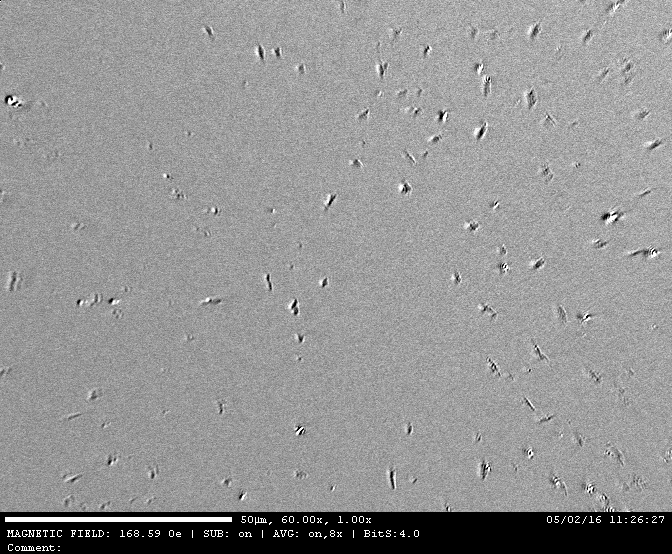 50µm, 60.00x, 1.00x 05/02/16 11:26:27
MAGNETIC FIELD: 168.59 Oe | SUB: on | AVG: on,8x | BitS:4.0
Comment: